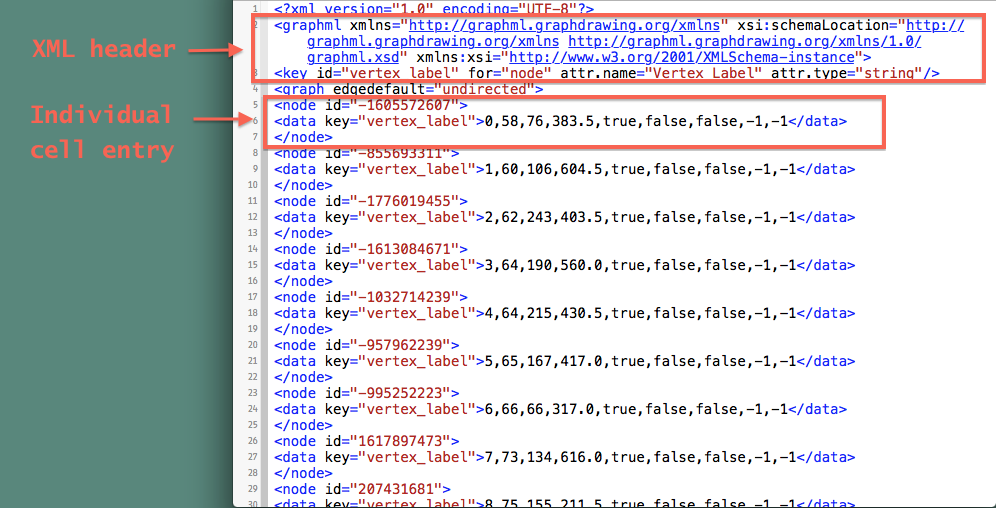 XML header
Individual
cell entry
1 <?xml version="1.0" encoding="UTF-8"?>
2 <graphml xmlns="http://graphml.graphdrawing.org/xmlns" xsi:schemaLocation="http://
graphml.graphdrawing.org/xmlns http://graphml.graphdrawing.org/xmlns/1.0/
graphml.xsd" xmlns:xsi="http://www.w3.org/2001/XMLSchema-instance">
3 <key id="vertex_label" for="node" attr.name="Vertex Label" attr.type="string"/>
4 <graph edgedefault="undirected">
5 <node id="-1605572607">
6 <data key="vertex_label">0,58,76,383.5,true,false,false,-1,-1</data>
7 </node>
8 <node id="-855693311">
9 <data key="vertex_label">1,60,106,604.5,true,false,false,-1,-1</data>
10 </node>
11 <node id="-1776019455">
12 <data key="vertex_label">2,62,243,403.5,true,false,false,-1,-1</data>
13 </node>
14 <node id="-1613084671">
15 <data key="vertex_label">3,64,190,560.0,true,false,false,-1,-1</data>
16 </node>
17 <node id="-1032714239">
18 <data key="vertex_label">4,64,215,430.5,true,false,false,-1,-1</data>
19 </node>
20 <node id="-957962239">
21 <data key="vertex_label">5,65,167,417.0,true,false,false,-1,-1</data>
22 </node>
23 <node id="-995252223">
24 <data key="vertex_label">6,66,66,317.0,true,false,false,-1,-1</data>
25 </node>
26 <node id="1617897473">
27 <data key="vertex_label">7,73,134,616.0,true,false,false,-1,-1</data>
28 </node>
29 <node id="207431681">
30 <data key="vertex_label">8,75,155,211.5,true,false,false,-1,-1</data>